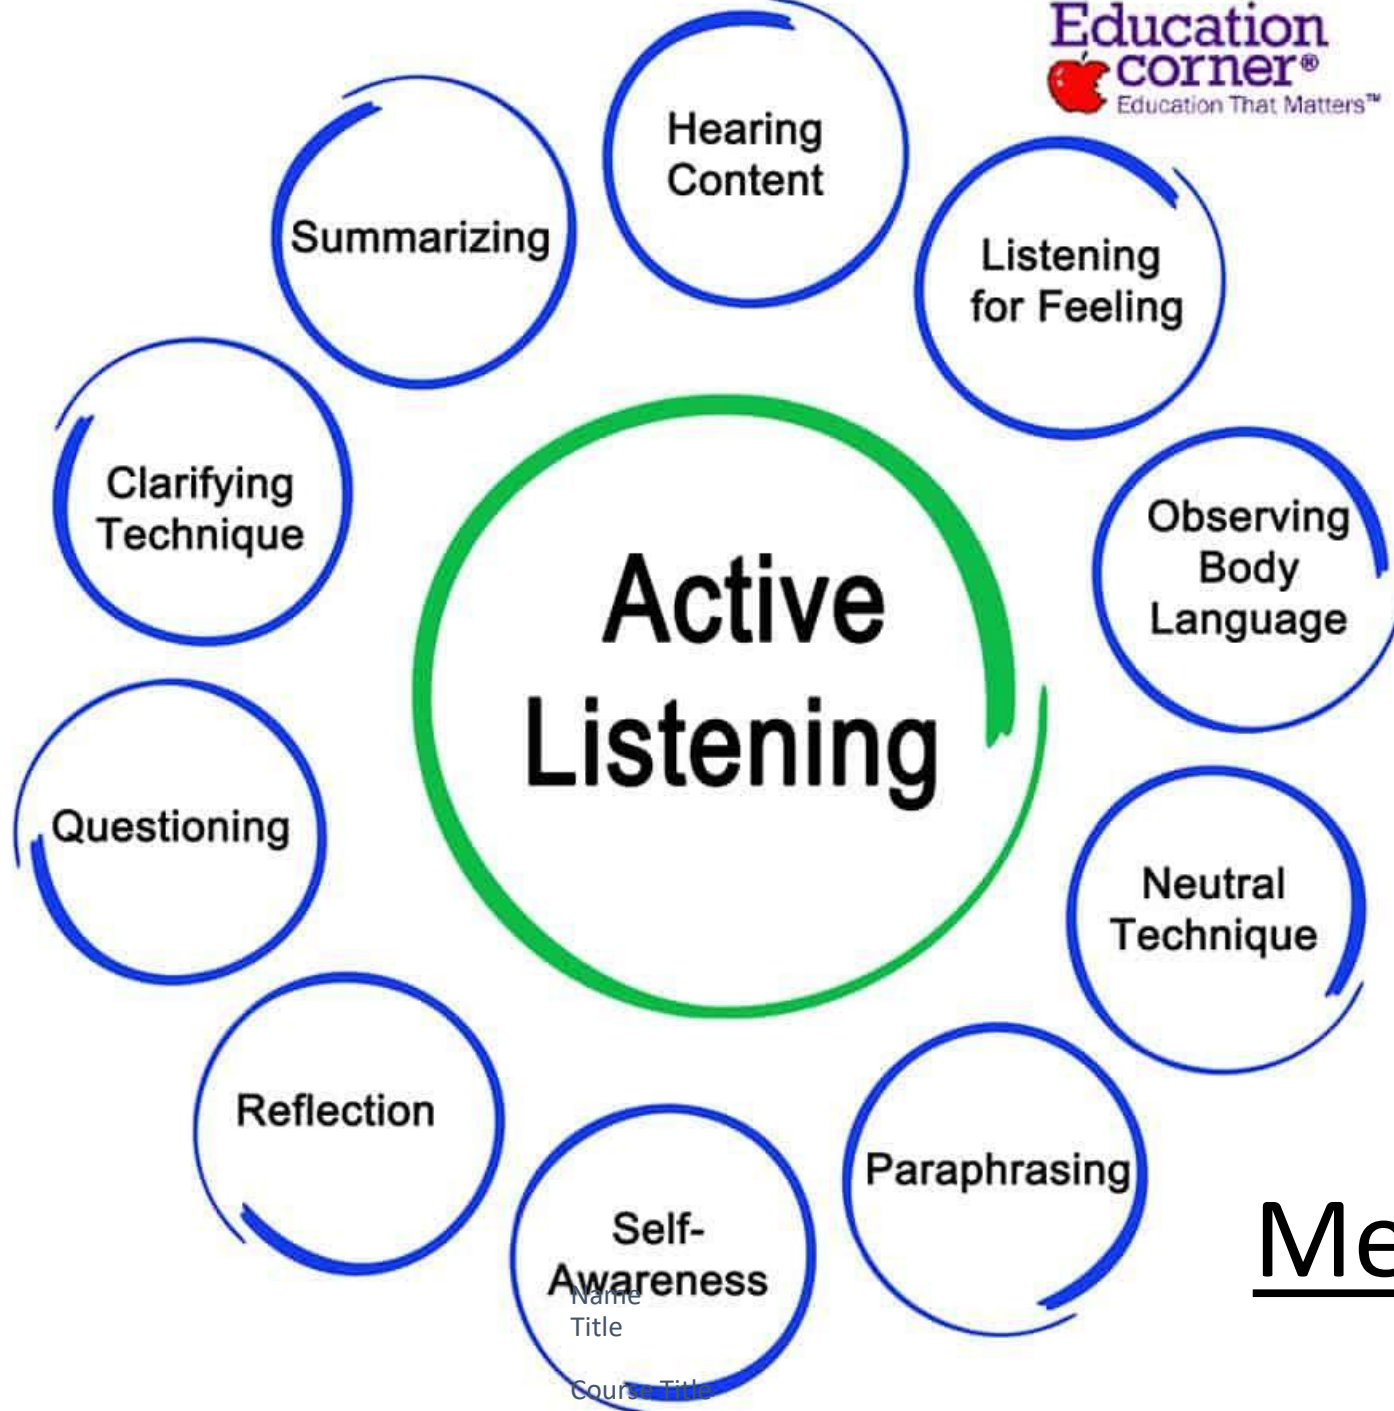 Education
corner®
Education That Matters™
Hearing
Content
Listening
for Feeling
Observing
Body
Language
Neutral
Technique
Paraphrasing
Self-
Awareness
Reflection
Questioning
Clarifying
Technique
Summarizing
Active
Listening
Name
Title
Course Title
Me